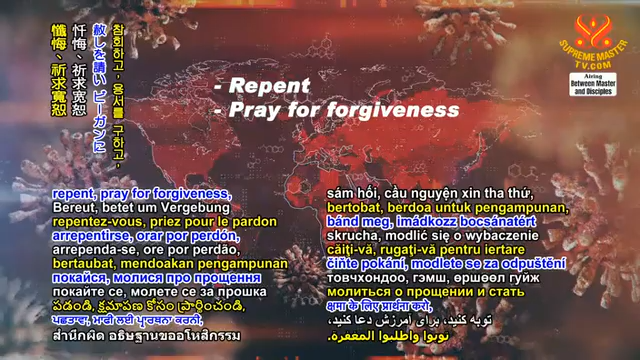 懺悔、祈求寬恕
忏悔、祈求宽恕
赦しを請い ビーガンに
참회하고, 용서를 구하고,
SUPREME MASTER
TV.COM
Airing
Between Master
and Disciples
- Repent
- Pray for forgiveness
repent, pray for forgiveness,
Bereut, betet um Vergebung
repentez-vous, priez pour le pardon
arrepentirse, orar por perdón,
arrependa-se, ore por perdão,
bertaubat, mendoakan pengampunan
покайся, молися про прощення
покайте се, молете се за прошка
పడండి, క్షమాపణ కోసం ప్రార్థించండి,
ਪਛਤਾਵਾ, ਮਾਫੀ ਲਈ ਪ੍ਰਾਰਥਨਾ ਕਰਨੀ,
สำนึกผิด อธิษฐานขออโหสิกรรม
sám hối, cầu nguyện xin tha thứ,
bertobat, berdoa untuk pengampunan,
bánd meg, imádkozz bocsánatért
skrucha, modlić się o wybaczenie
căiţi-vă, rugaţi-vă pentru iertare
čiňte pokání, modlete se za odpuštění
товчхондоо, гэмш, өршөөл гуйж
молиться о прощении и стать
क्षमा के लिए प्रार्थना करो,
توبه کنید، برای آمرزش دعا کنید،
توبوا واطلبوا المغفرة.